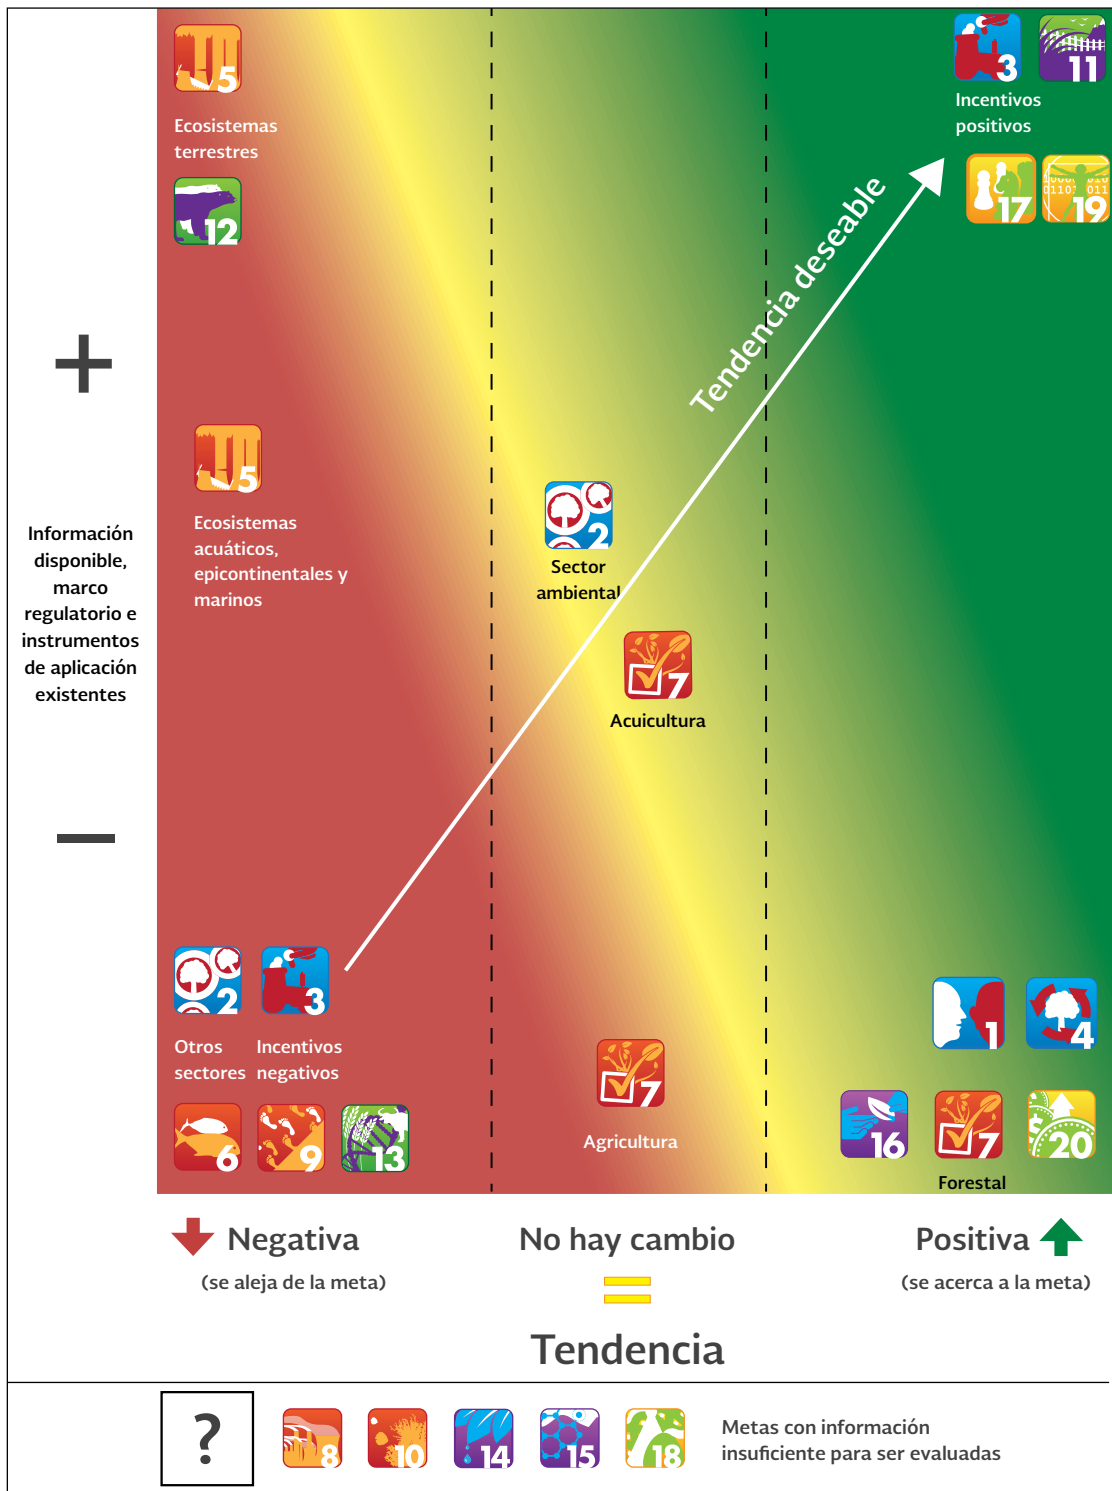 5
Ecosistemas
terrestres
12
3
11
Incentivos
positivos
17
19
Tendencia deseable
+
5
Ecosistemas
acuáticos,
epicontinentales y
marinos
2
Sector
ambiental
Información
disponible,
marco
regulatorio e
instrumentos
de aplicación
existentes
7
Acuicultura
−
2
3
Otros
sectores
Incentivos
negativos
6
9
13
7
Agricultura
1
4
16
7
20
Forestal
Negativa
(se aleja de la meta)
No hay cambio
=
Positiva
(se acerca a la meta)
Tendencia
?
8
10
14
15
18
Metas con información
insuficiente para ser evaluadas